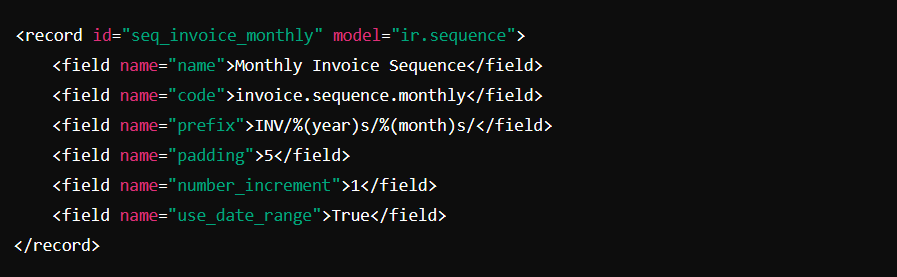 <record id="seq_invoice_monthly" model="ir.sequence">
    <field name="name">Monthly Invoice Sequence</field>
    <field name="code">invoice.sequence.monthly</field>
    <field name="prefix">INV/%(year)s/%(month)s/</field>
    <field name="padding">5</field>
    <field name="number_increment">1</field>
    <field name="use_date_range">True</field>
</record>